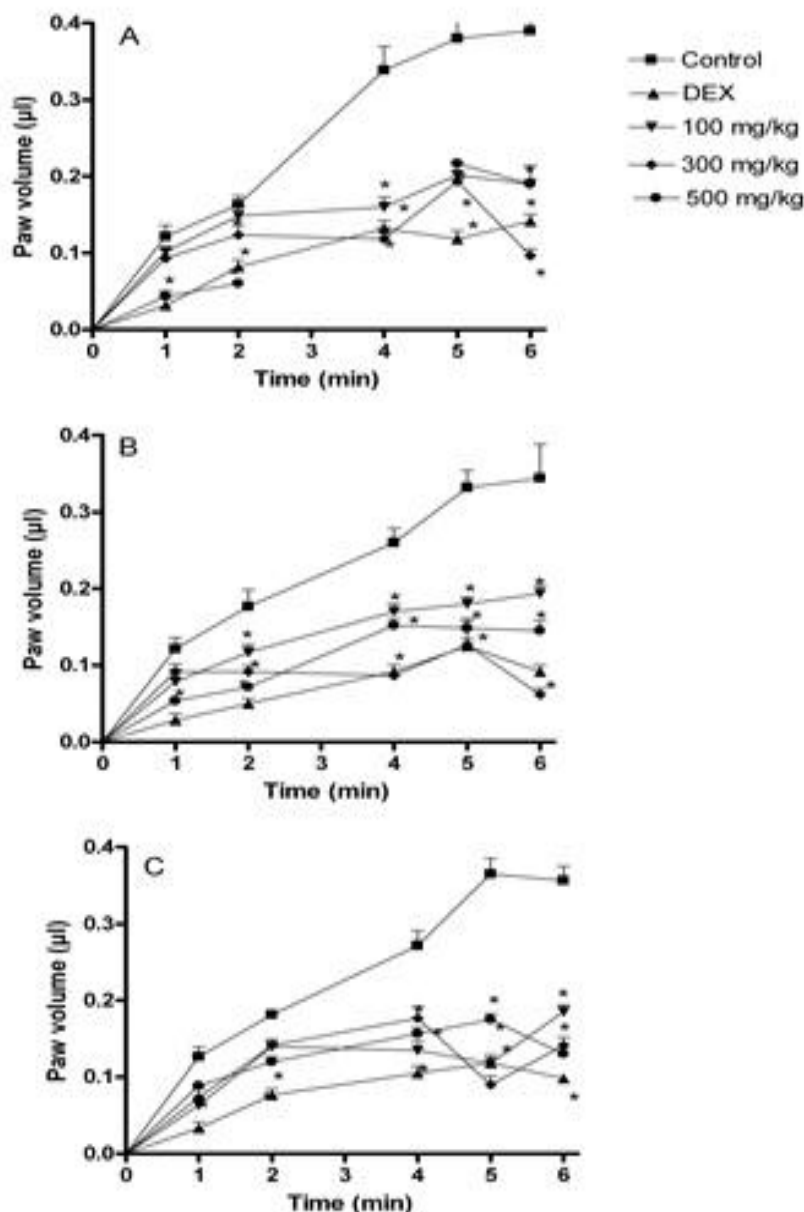 A
Paw volume (µl)
0.4
0.3
0.2
0.1
0.0
0 1 2 3 4 5 6
Time (min)
Control
DEX
100 mg/kg
300 mg/kg
500 mg/kg
B
Paw volume (µl)
0.4
0.3
0.2
0.1
0.0
0 1 2 3 4 5 6
Time (min)
C
Paw volume (µl)
0.4
0.3
0.2
0.1
0.0
0 1 2 3 4 5 6
Time (min)